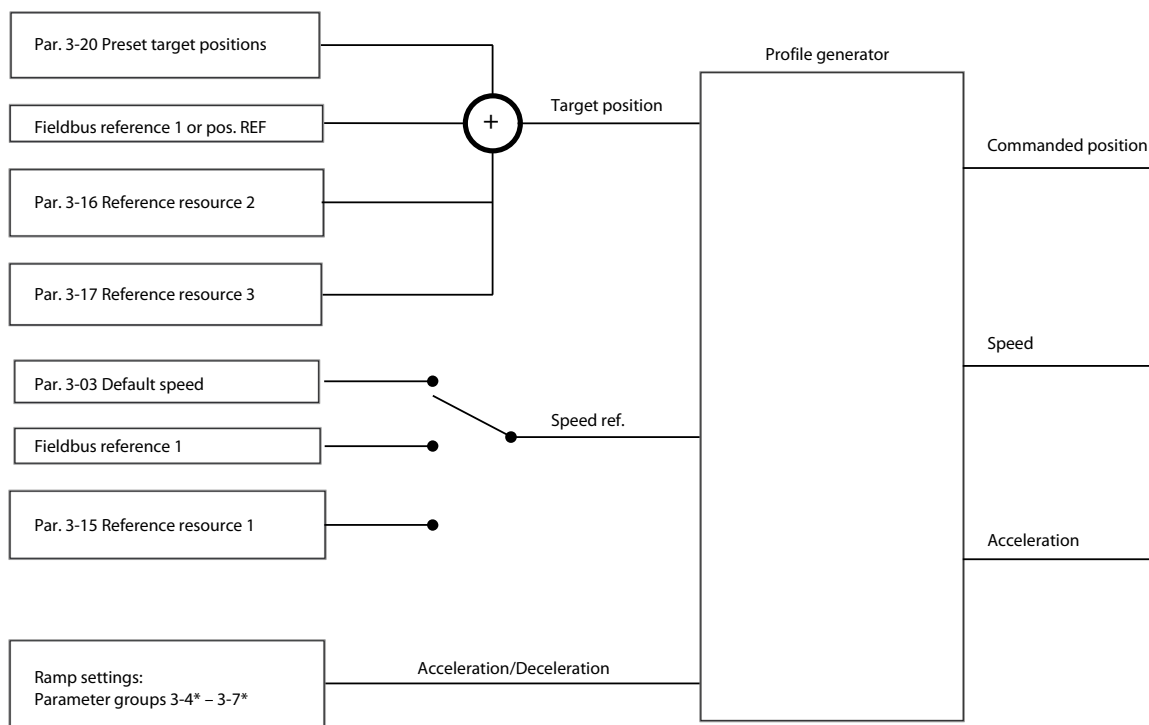 Par. 3-20 Preset target positions
Profile generator
Fieldbus reference 1 or pos. REF
+
Target position
Commanded position
Par. 3-16 Reference resource 2
Par. 3-17 Reference resource 3
Speed
Par. 3-03 Default speed
Speed ref.
Fieldbus reference 1
Par. 3-15 Reference resource 1
Acceleration
Acceleration/Deceleration
Ramp settings:
Parameter groups 3-4* – 3-7*